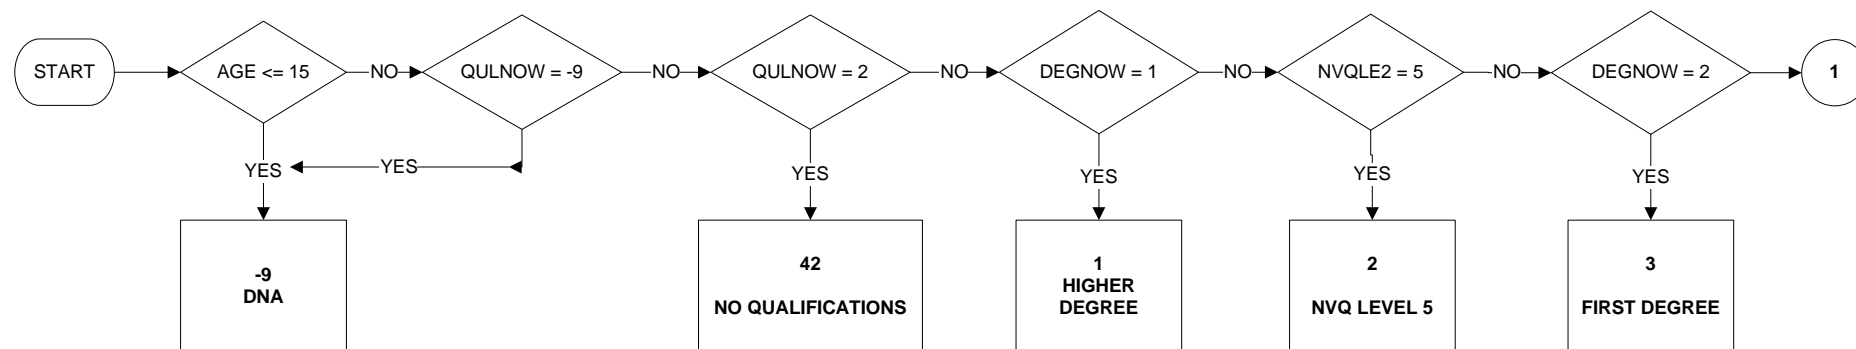 START
AGE <= 15
NO
QULNOW = -9
NO
QULNOW = 2
NO
DEGNOW = 1
NO
NVQLE2 = 5
NO
DEGNOW = 2
1
YES
YES
YES
YES
YES
YES
-9
DNA
42
NO QUALIFICATIONS
1
HIGHER
DEGREE
2
NVQ LEVEL 5
3
FIRST DEGREE